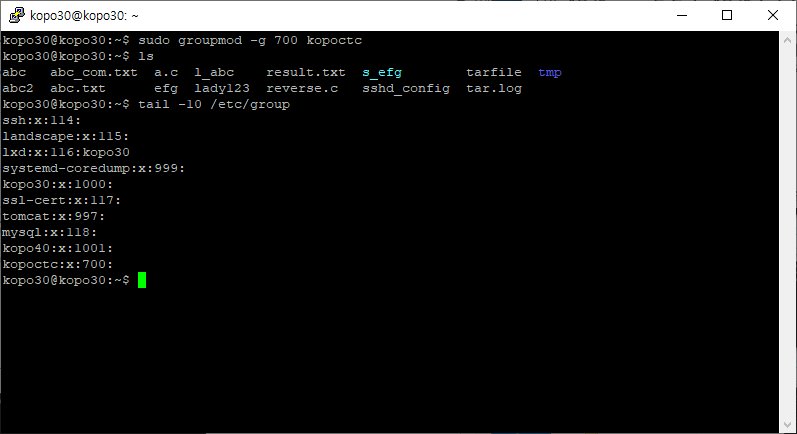 kopo30@kopo30: ~
kopo30@kopo30:~$ sudo groupmod -g 700 kopoctc
kopo30@kopo30:~$ ls
abc abc_com.txt a.c l_abc result.txt s_efg tarfile tmp
abc2 abc.txt efg lady123 reverse.c sshd_config tar.log
kopo30@kopo30:~$ tail -10 /etc/group
ssh:x:114:
landscape:x:115:
lxd:x:116:kopo30
systemd-coredump:x:999:
kopo30:x:1000:
ssl-cert:x:117:
tomcat:x:997:
mysql:x:118:
kopo40:x:1001:
kopoctc:x:700:
kopo30@kopo30:~$